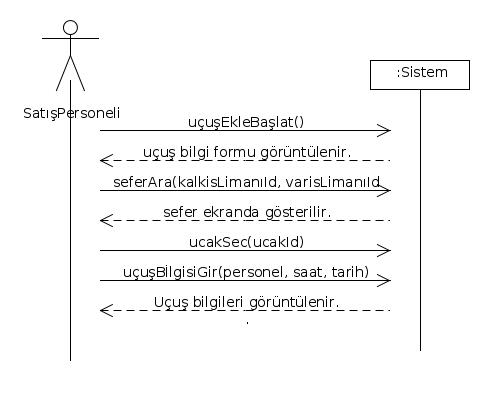 :Sistem
SatışPersoneli
uçuşEkleBaşlat()
uçuş bilgi formu görüntülenir.
seferAra(kalkisLimanıId, varisLimanıId
sefer ekranda gösterilir.
ucakSec(ucakId)
uçuşBilgisiGir(personel, saat, tarih)
Uçuş bilgileri görüntülenir.
.